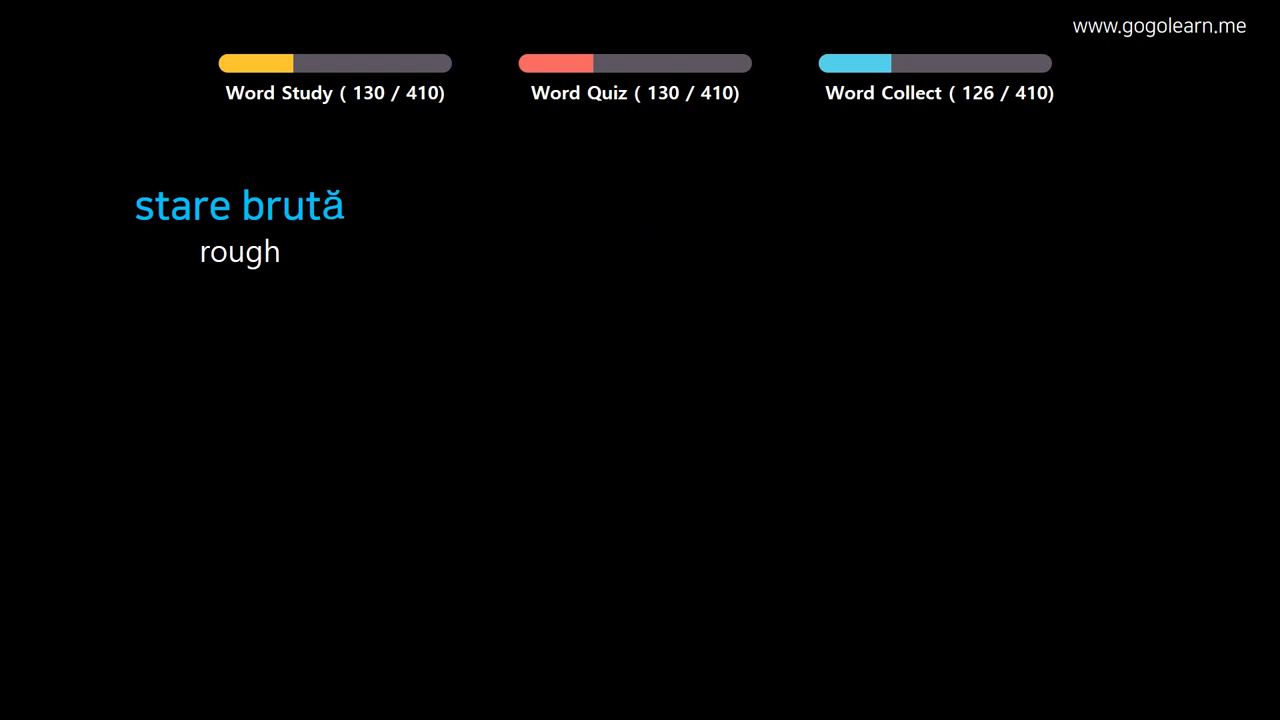 www.gogolearn.me
Word Study ( 130 / 410)
Word Quiz ( 130 / 410)
Word Collect ( 126 / 410)
stare brută
rough